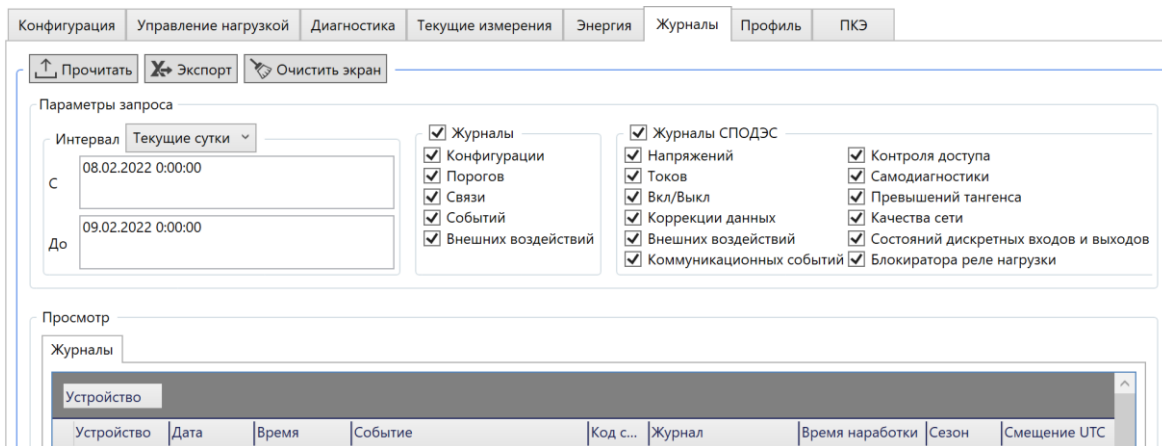 Конфигурация Управление нагрузкой Диагностика Текущие измерения Энергия Журналы Профиль ПКЭ
Прочитать Экспорт Очистить экран
Параметры запроса
Интервал Текущие сутки
С 08.02.2022 0:00:00
До 09.02.2022 0:00:00
Журналы
Конфигурации
Порогов
Связи
Событий
Внешних воздействий
Журналы СПОДЭС
Напряжений
Токов
Вкл/Выкл
Коррекции данных
Внешних воздействий
Коммуникационных событий
Контроля доступа
Самодиагностики
Превышений тангенса
Качества сети
Состояний дискретных входов и выходов
Блокиратора реле нагрузки
Просмотр
Журналы
Устройство
Устройство Дата Время Событие Код с... Журнал Время наработки Сезон Смещение UTC